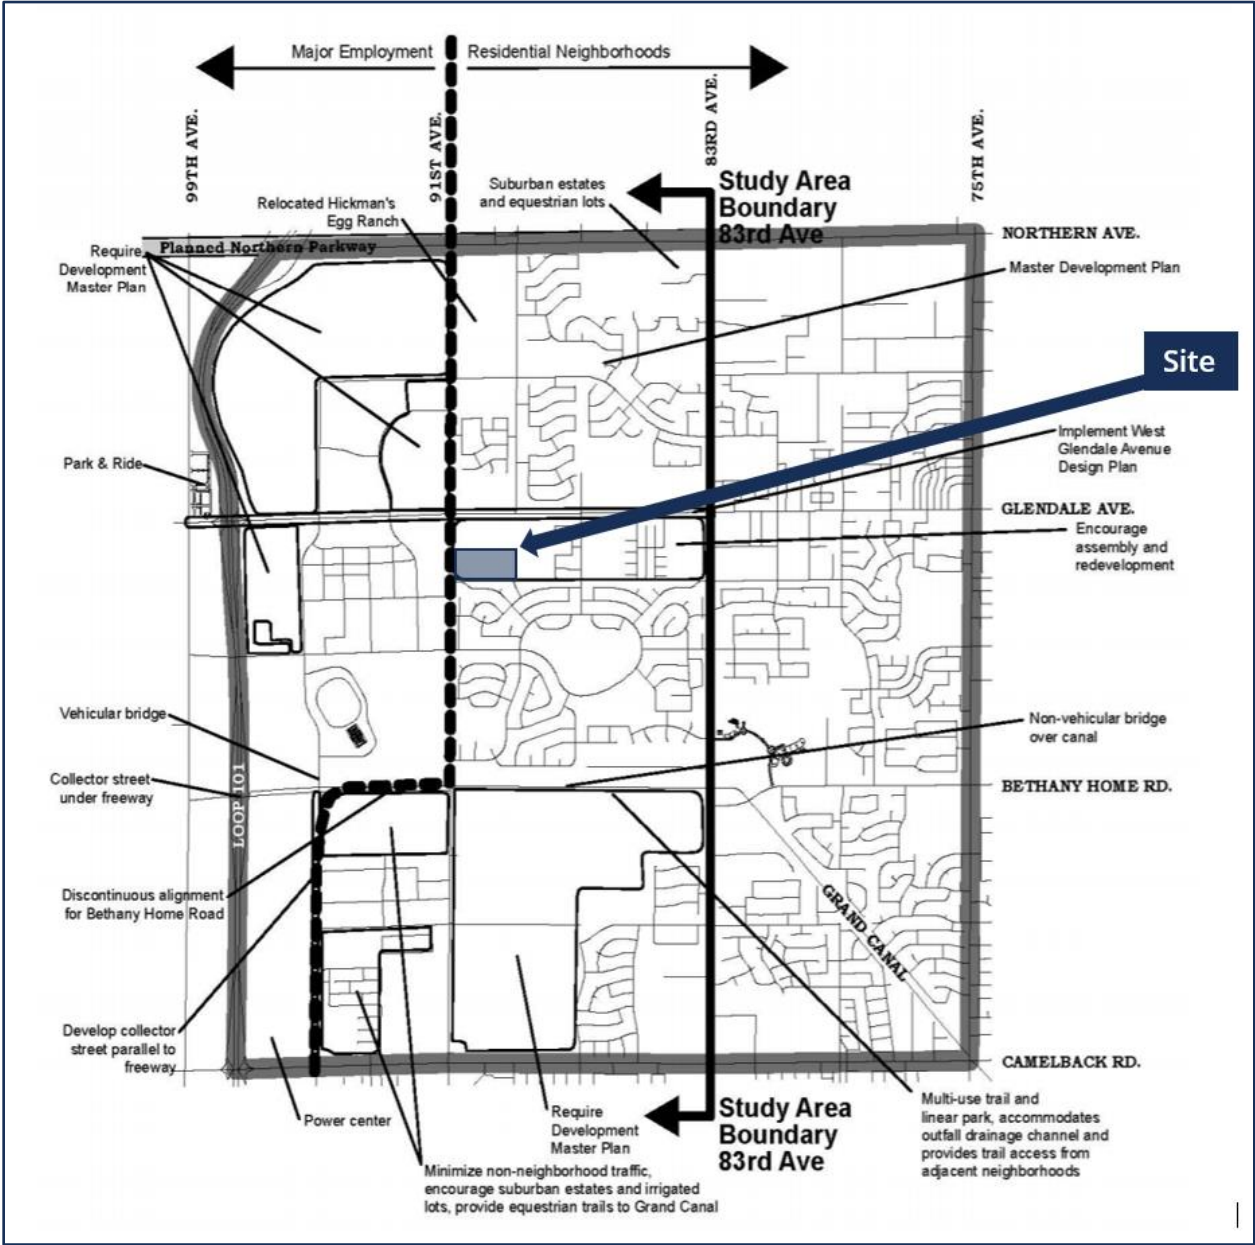 Major Employment
Residential Neighborhoods
99TH AVE.
91ST AVE.
83RD AVE.
75TH AVE.
Suburban estates
and equestrian lots
Study Area
Boundary
83rd Ave
Relocated Hickman's
Egg Ranch
Planned Northern Parkway
NORTHERN AVE.
Require
Development
Master Plan
Master Development Plan
Site
Park & Ride
Implement West
Glendale Avenue
Design Plan
GLENDALE AVE.
Encourage
assembly and
redevelopment
Vehicular bridge
Non-vehicular bridge
over canal
Collector street
under freeway
LOOP 101
BETHANY HOME RD.
Discontinuous alignment
for Bethany Home Road
GRAND CANAL
Develop collector
street parallel to
freeway
CAMELBACK RD.
Power center
Require
Development
Master Plan
Study Area
Boundary
83rd Ave
Multi-use trail and
linear park, accommodates
outfall drainage channel and
provides trail access from
adjacent neighborhoods
Minimize non-neighborhood traffic,
encourage suburban estates and irrigated
lots, provide equestrian trails to Grand Canal